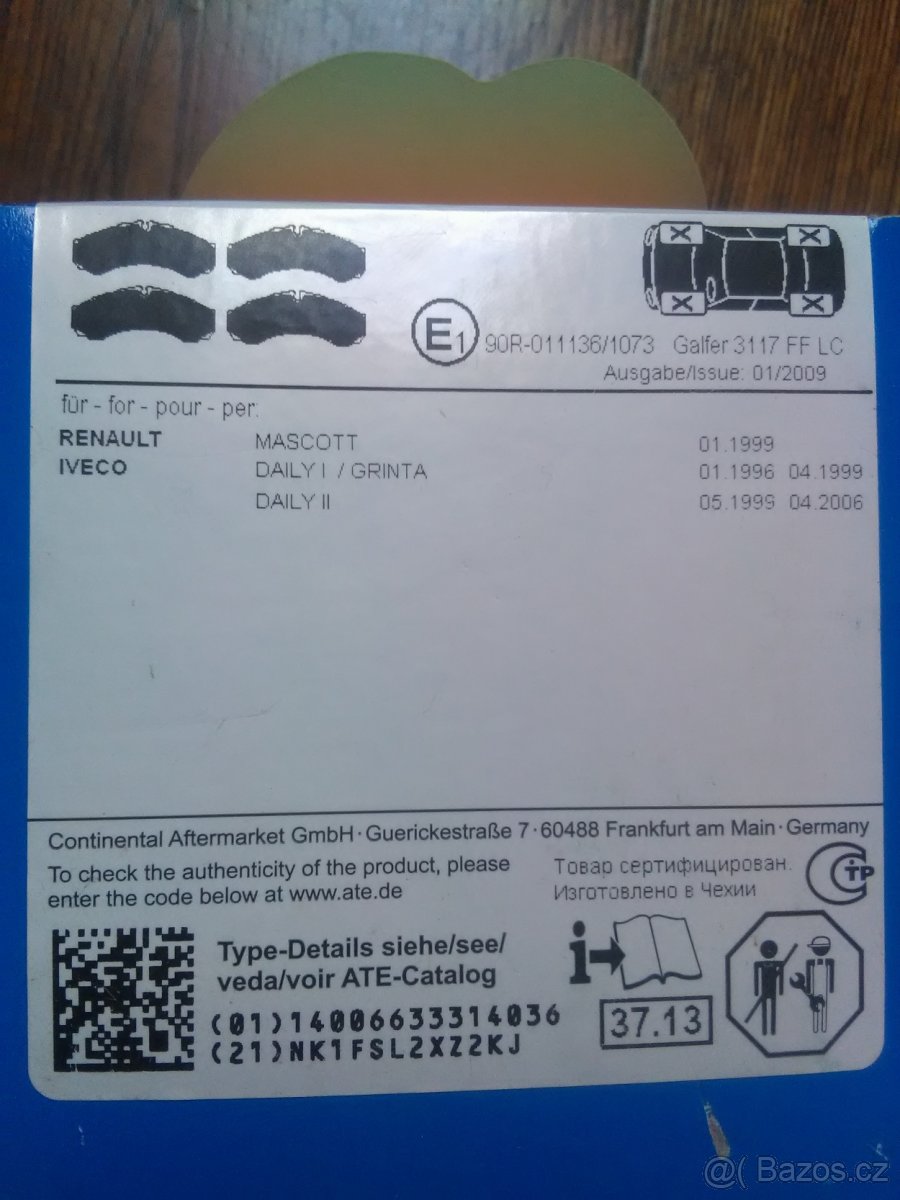 E1 90R-011136/1073 Galfer 3117 FF LC
Ausgabe/Issue: 01/2009
für - for - pour - per:
RENAULT MASCOTT 01.1999
IVECO DAILY I / GRINTA 01.1996 04.1999
DAILY II 05.1999 04.2006
Continental Aftermarket GmbH · Guerickestraße 7 · 60488 Frankfurt am Main · Germany
To check the authenticity of the product, please
enter the code below at www.ate.de
Товар сертифицирован.
Изготовлено в Чехии
Type-Details siehe/see/
veda/voir ATE-Catalog
(01)14006633314036
(21)NK1FSL2XZ2KJ
i
37.13
@( Bazos.cz